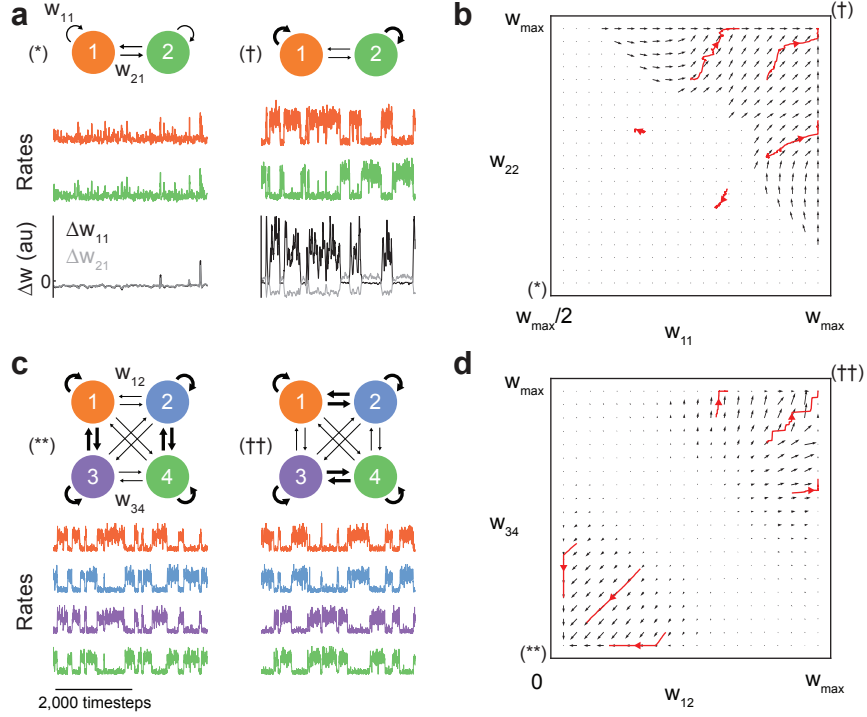 a
w11
(*)
1
2
w21
(†)
1
2
Rates
Δw (au)
Δw11
Δw21
0
b
(†)
wmax
w22
(*)
wmax/2
w11
wmax
c
w12
(**)
1
2
3
4
w34
(††)
1
2
3
4
Rates
2,000 timesteps
d
(††)
wmax
w34
(**)
0
w12
wmax